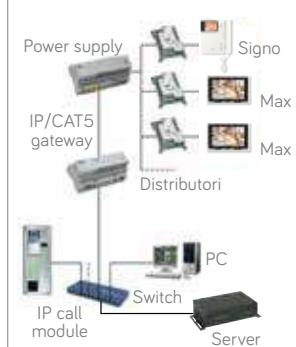 Power supply
Signo
Max
IP/CAT5
gateway
Max
Distributori
PC
Switch
IP call
module
Server